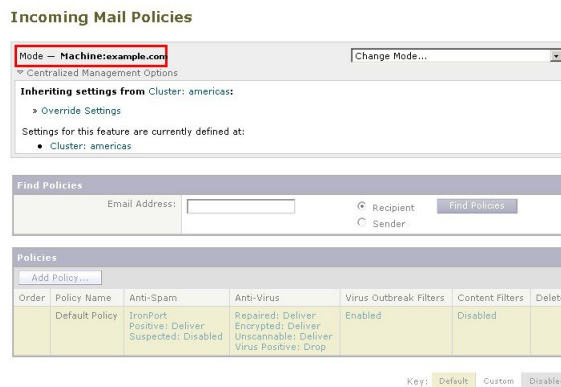 Incoming Mail Policies
Mode — Machine:example.com
Change Mode...
Centralized Management Options
Inheriting settings from Cluster: americas:
» Override Settings
Settings for this feature are currently defined at:
• Cluster: americas
Find Policies
Email Address:
Recipient
Sender
Find Policies
Policies
Add Policy...
Order Policy Name Anti-Spam Anti-Virus Virus Outbreak Filters Content Filters Delete
Default Policy IronPort Repaired: Deliver Enabled Disabled
Positive: Deliver Encrypted: Deliver
Suspected: Disabled Unscannable: Deliver
Virus Positive: Drop
Key: Default Custom Disable